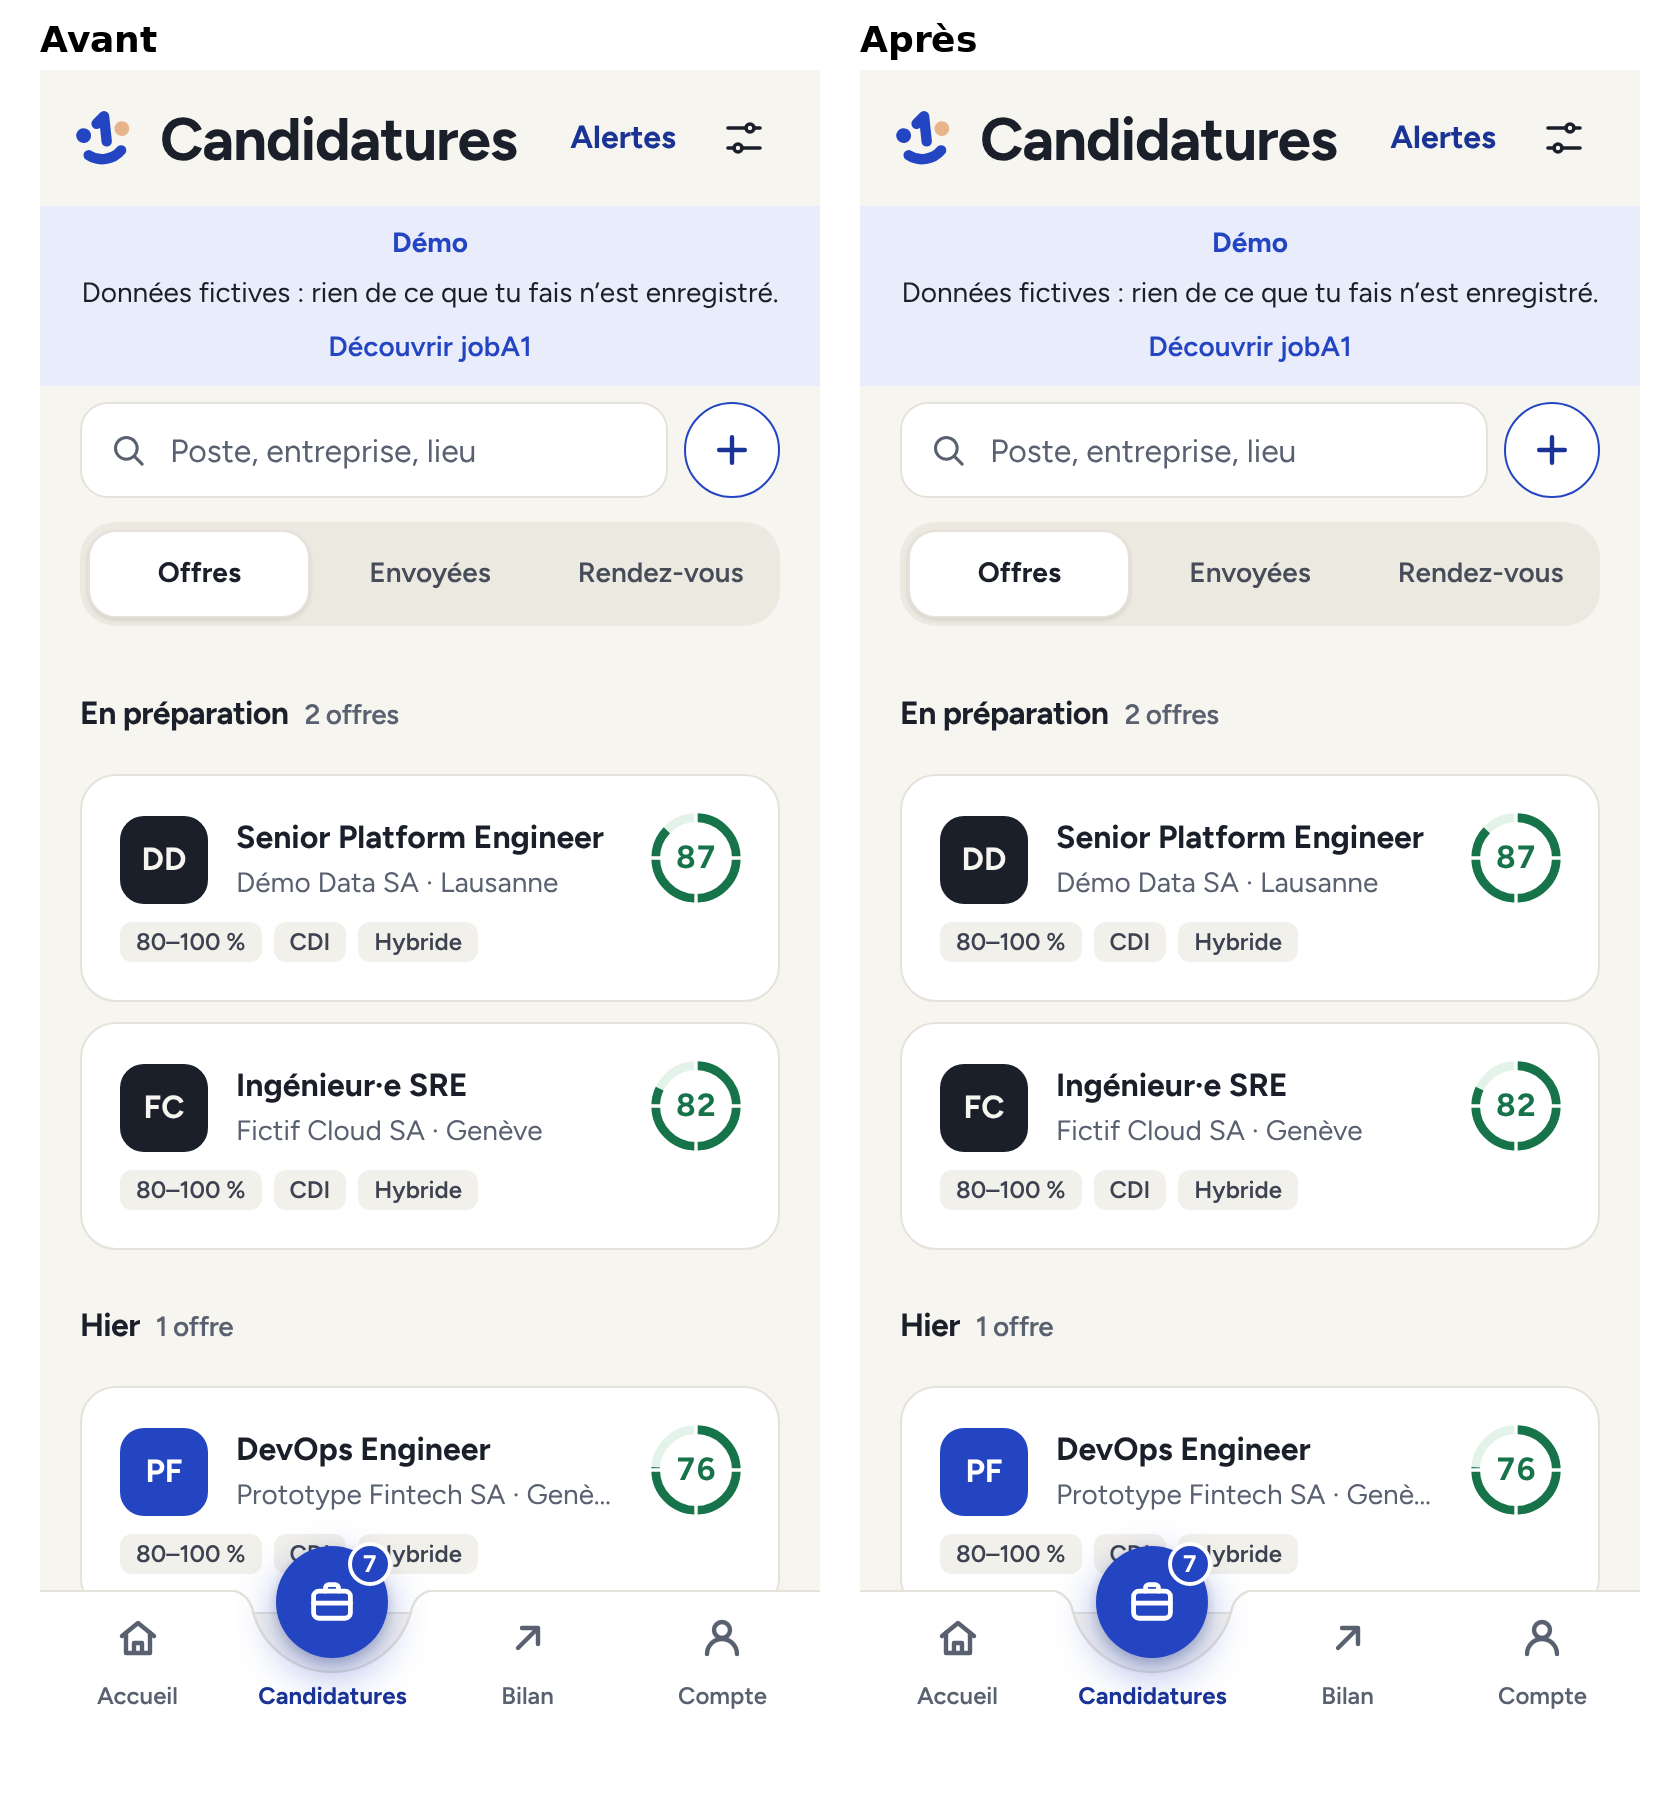 Avant
Candidatures
Alertes
Démo
Données fictives : rien de ce que tu fais n’est enregistré.
Découvrir jobA1
Poste, entreprise, lieu
Offres
Envoyées
Rendez-vous
En préparation 2 offres
DD
Senior Platform Engineer
Démo Data SA · Lausanne
87
80–100 %
CDI
Hybride
FC
Ingénieur·e SRE
Fictif Cloud SA · Genève
82
80–100 %
CDI
Hybride
Hier 1 offre
PF
DevOps Engineer
Prototype Fintech SA · Genè...
76
80–100 %
7
Accueil
Candidatures
Bilan
Compte
Après
Candidatures
Alertes
Démo
Données fictives : rien de ce que tu fais n’est enregistré.
Découvrir jobA1
Poste, entreprise, lieu
Offres
Envoyées
Rendez-vous
En préparation 2 offres
DD
Senior Platform Engineer
Démo Data SA · Lausanne
87
80–100 %
CDI
Hybride
FC
Ingénieur·e SRE
Fictif Cloud SA · Genève
82
80–100 %
CDI
Hybride
Hier 1 offre
PF
DevOps Engineer
Prototype Fintech SA · Genè...
76
80–100 %
7
Accueil
Candidatures
Bilan
Compte